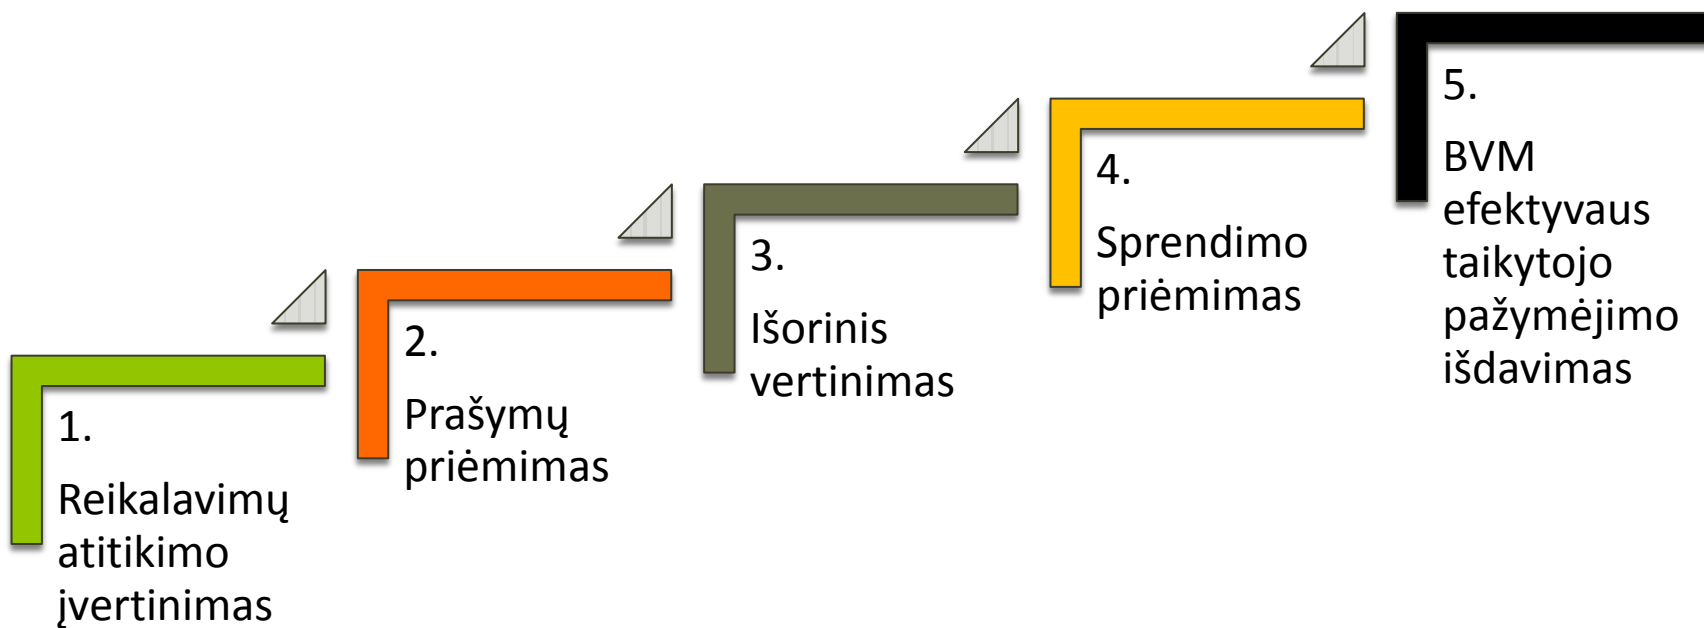 1.
Reikalavimų
atitikimo
įvertinimas
2.
Prašymų
priėmimas
3.
Išorinis
vertinimas
4.
Sprendimo
priėmimas
5.
BVM
efektyvaus
taikytojo
pažymėjimo
išdavimas